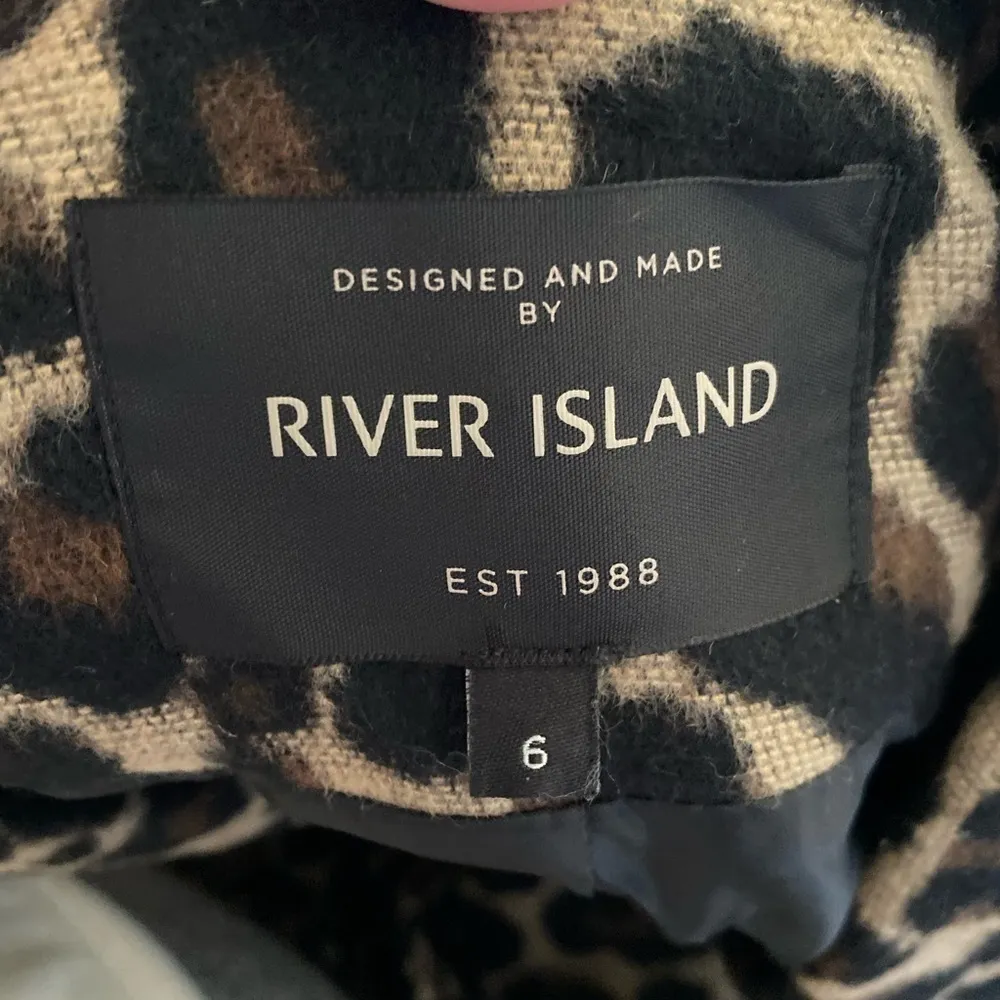 DESIGNED AND MADE
BY
RIVER ISLAND
EST 1988
6